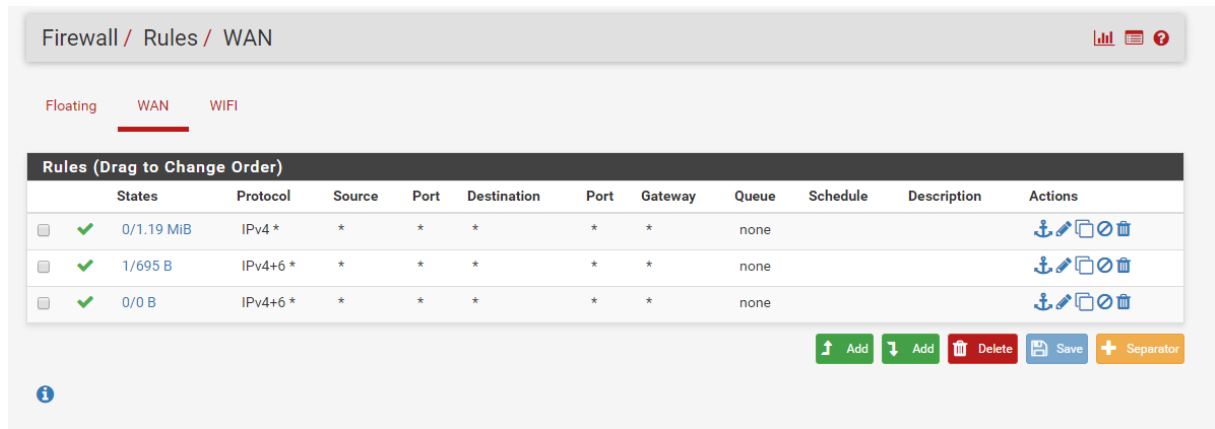 Firewall / Rules / WAN
Floating WAN WIFI
Rules (Drag to Change Order)
States Protocol Source Port Destination Port Gateway Queue Schedule Description Actions
0/1.19 MiB IPv4 * * * * * * none
1/695 B IPv4+6 * * * * * * none
0/0 B IPv4+6 * * * * * * none
Add Add Delete Save Separator